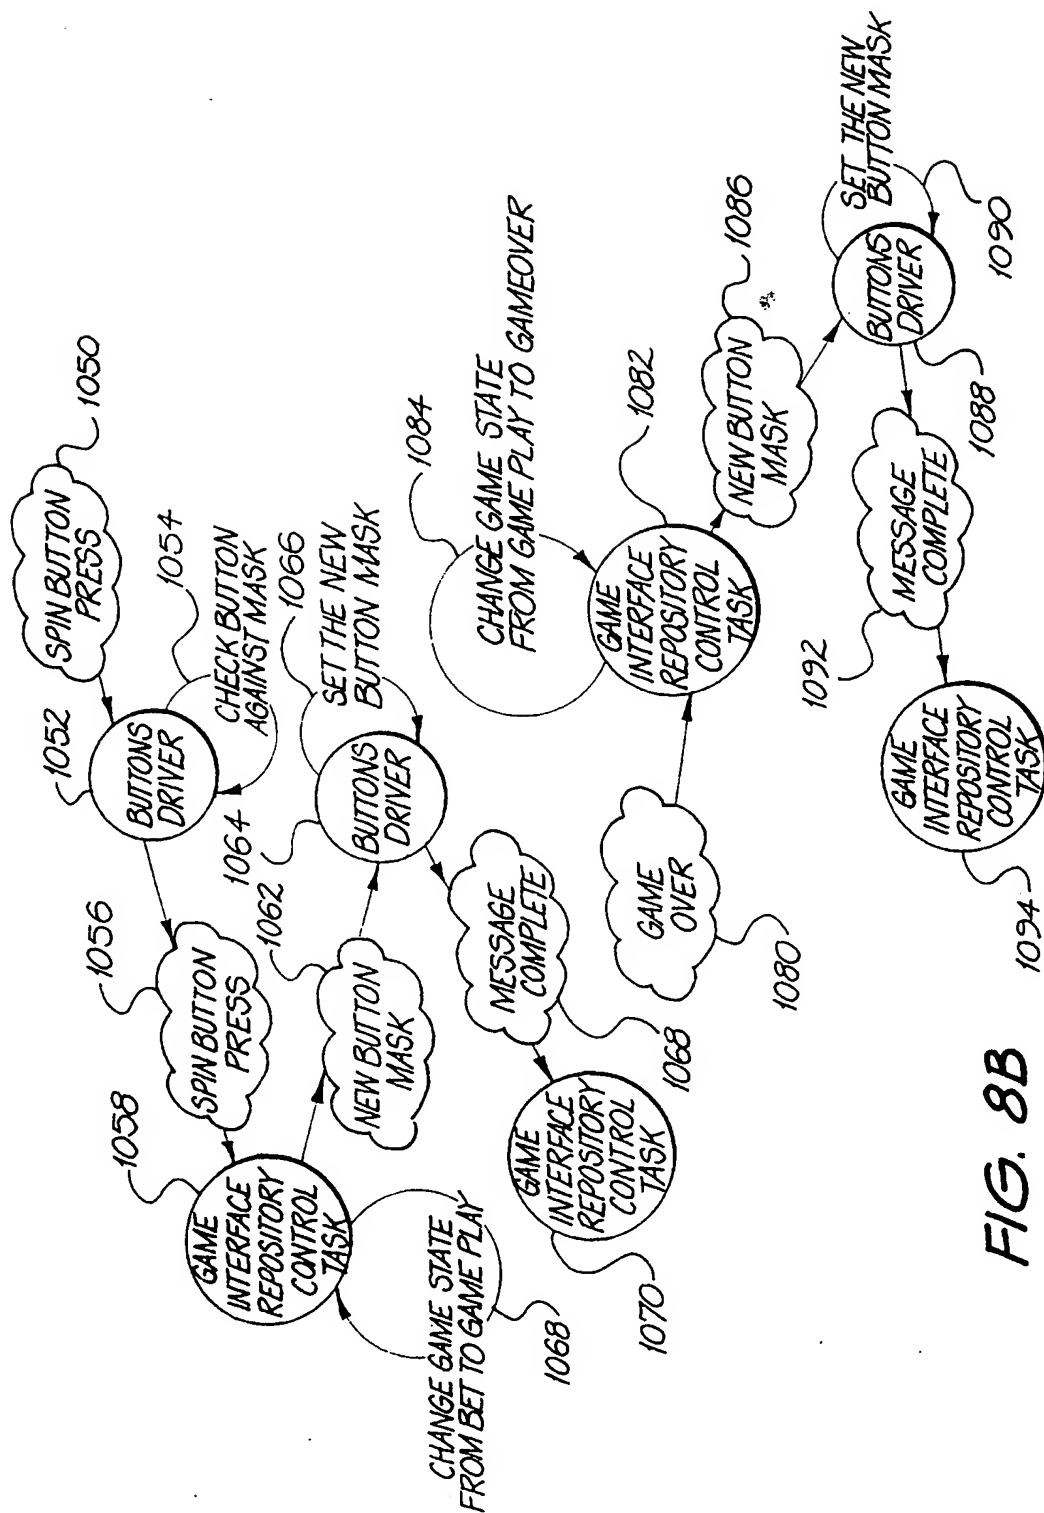 SPIN BUTTON
PRESS
1050
1052
BUTTONS
DRIVER
1054
CHECK BUTTON
AGAINST MASK
1056
SPIN BUTTON
PRESS
1058
GAME
INTERFACE
REPOSITORY
CONTROL
TASK
CHANGE GAME STATE
FROM BET TO GAME PLAY
1068
1062
NEW BUTTON
MASK
1064
BUTTONS
DRIVER
1066
SET THE NEW
BUTTON MASK
MESSAGE
COMPLETE
1068
GAME
INTERFACE
REPOSITORY
CONTROL
TASK
1070
GAME
OVER
1080
1084
CHANGE GAME STATE
FROM GAME PLAY TO GAMEOVER
GAME
INTERFACE
REPOSITORY
CONTROL
TASK
1082
NEW BUTTON
MASK
1086
BUTTONS
DRIVER
1088
SET THE NEW
BUTTON MASK
1090
MESSAGE
COMPLETE
1092
GAME
INTERFACE
REPOSITORY
CONTROL
TASK
1094
FIG. 8B